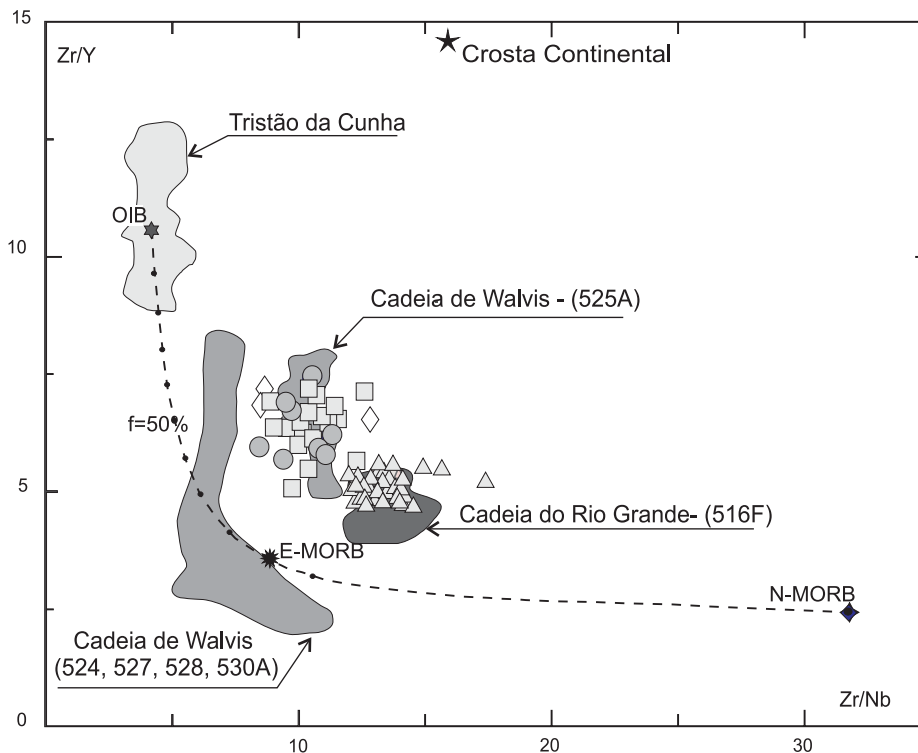 15
Zr/Y
Crosta Continental
Tristão da Cunha
OIB
10
Cadeia de Walvis - (525A)
f=50%
5
Cadeia do Rio Grande- (516F)
E-MORB
N-MORB
Cadeia de Walvis
(524, 527, 528, 530A)
Zr/Nb
0
10
20
30